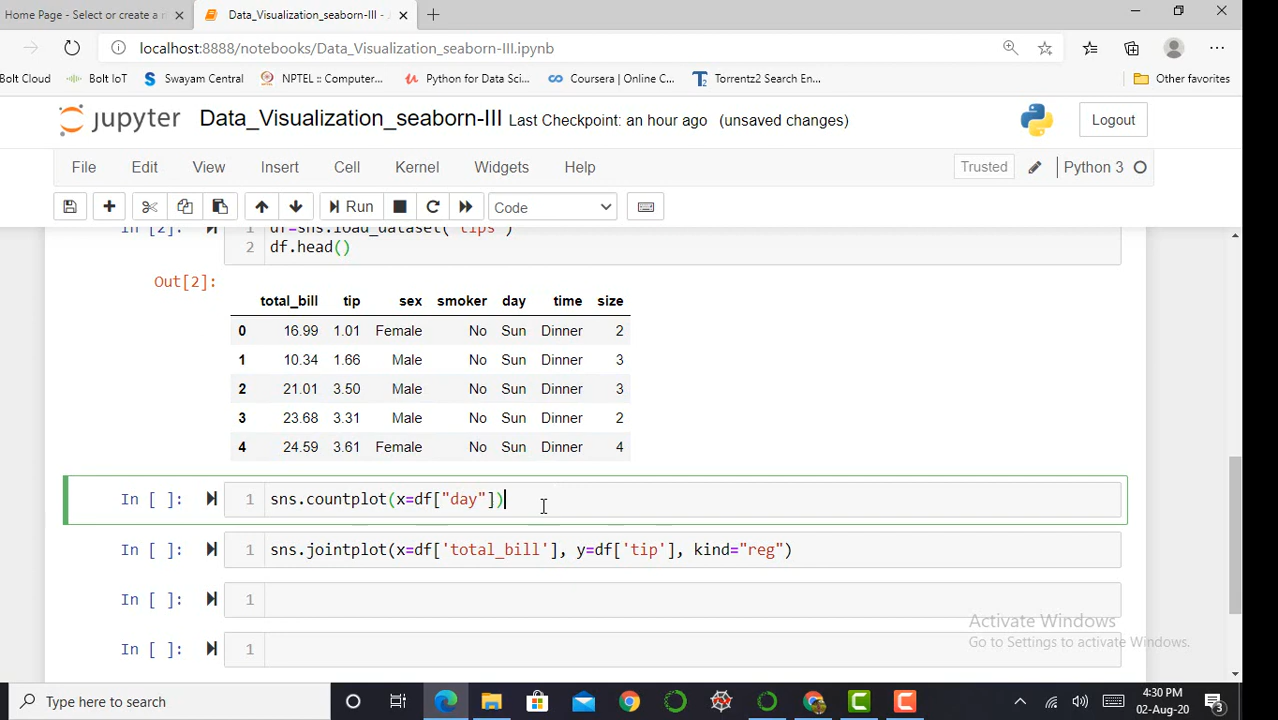 Home Page - Select or create a n
Data_Visualization_seaborn-III -
localhost:8888/notebooks/Data_Visualization_seaborn-III.ipynb
Bolt Cloud
Bolt IoT
Swayam Central
NPTEL :: Computer...
Python for Data Sci...
Coursera | Online C...
Torrentz2 Search En...
Other favorites
jupyter Data_Visualization_seaborn-III Last Checkpoint: an hour ago (unsaved changes)
Logout
File Edit View Insert Cell Kernel Widgets Help
Trusted
Python 3
Run
Code
In [2]: 1 df=sns.load_dataset("tips")
2 df.head()
Out[2]:
total_bill tip sex smoker day time size
0 16.99 1.01 Female No Sun Dinner 2
1 10.34 1.66 Male No Sun Dinner 3
2 21.01 3.50 Male No Sun Dinner 3
3 23.68 3.31 Male No Sun Dinner 2
4 24.59 3.61 Female No Sun Dinner 4
In [ ]: 1 sns.countplot(x=df["day"])
In [ ]: 1 sns.jointplot(x=df['total_bill'], y=df['tip'], kind="reg")
In [ ]: 1
In [ ]: 1
Activate Windows
Go to Settings to activate Windows.
Type here to search
4:30 PM
02-Aug-20
3